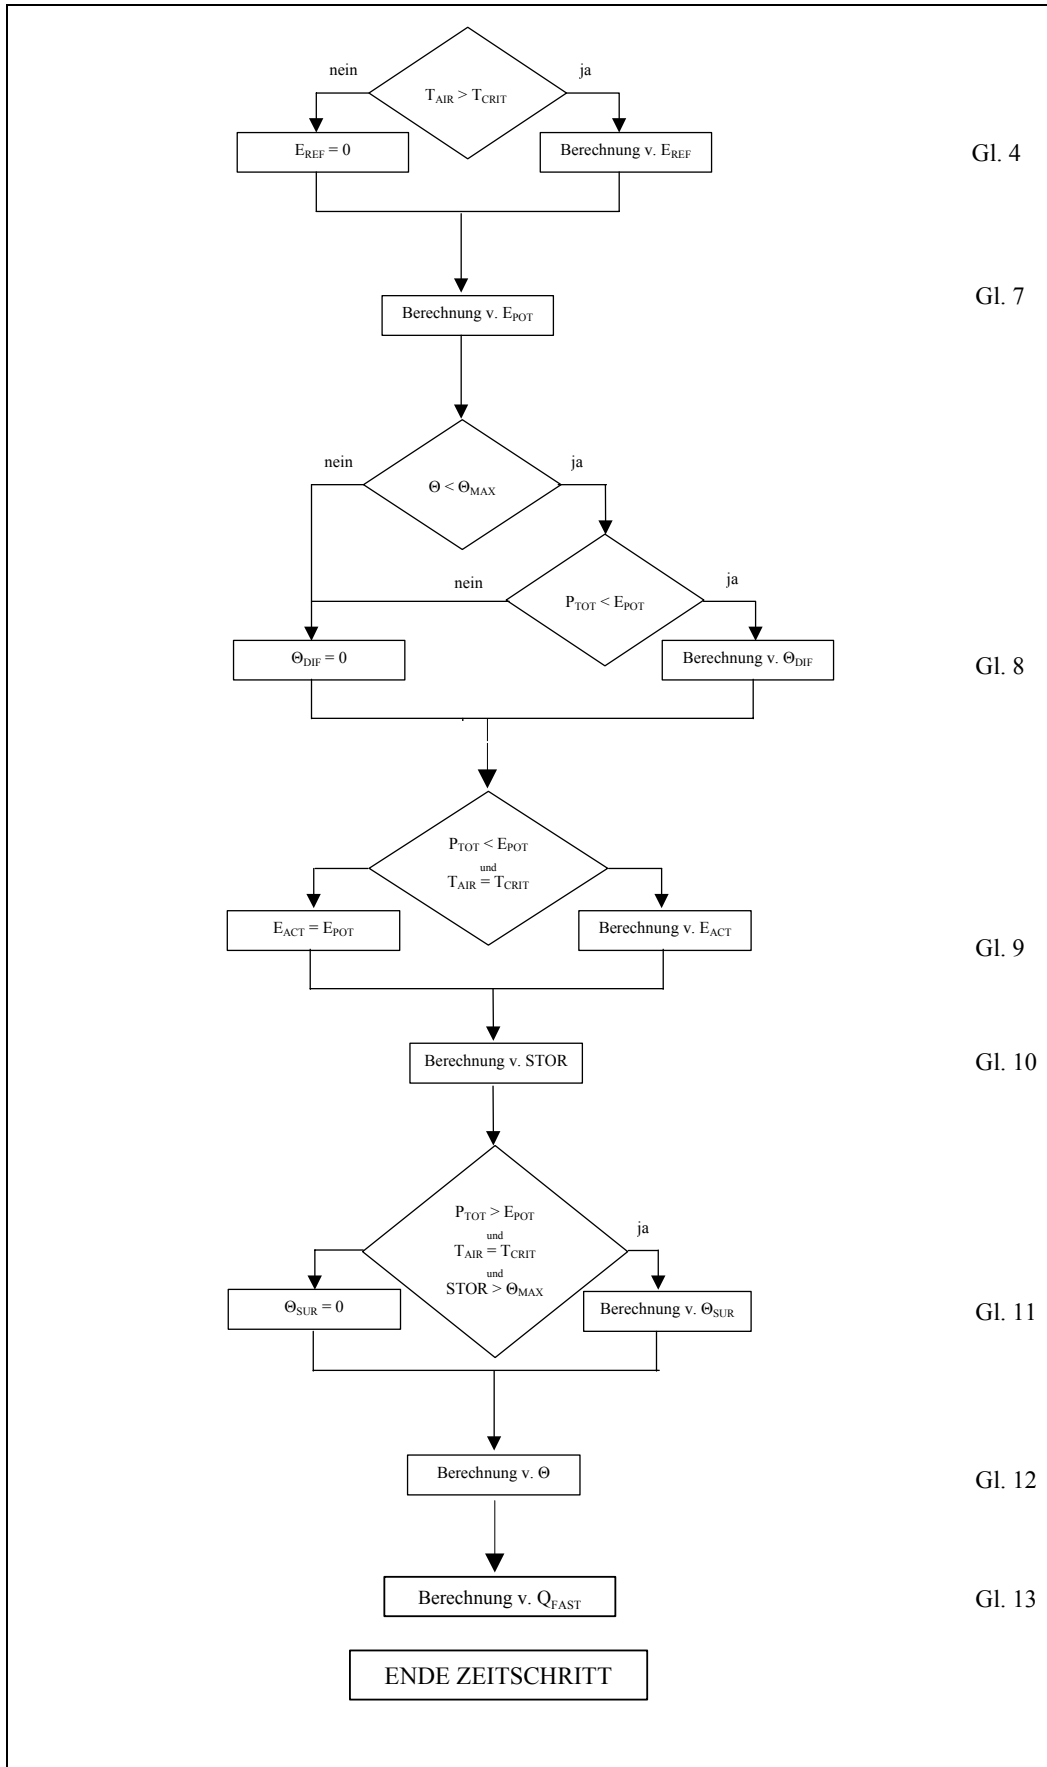 nein
ja
T_AIR > T_CRIT
E_REF = 0
Berechnung v. E_REF
Gl. 4
Berechnung v. E_POT
Gl. 7
nein
ja
Θ < Θ_MAX
nein
ja
P_TOT < E_POT
Θ_DIF = 0
Berechnung v. Θ_DIF
Gl. 8
P_TOT < E_POT
und
T_AIR = T_CRIT
E_ACT = E_POT
Berechnung v. E_ACT
Gl. 9
Berechnung v. STOR
Gl. 10
P_TOT > E_POT
und
T_AIR = T_CRIT
und
STOR > Θ_MAX
ja
Θ_SUR = 0
Berechnung v. Θ_SUR
Gl. 11
Berechnung v. Θ
Gl. 12
Berechnung v. Q_FAST
Gl. 13
ENDE ZEITSCHRITT